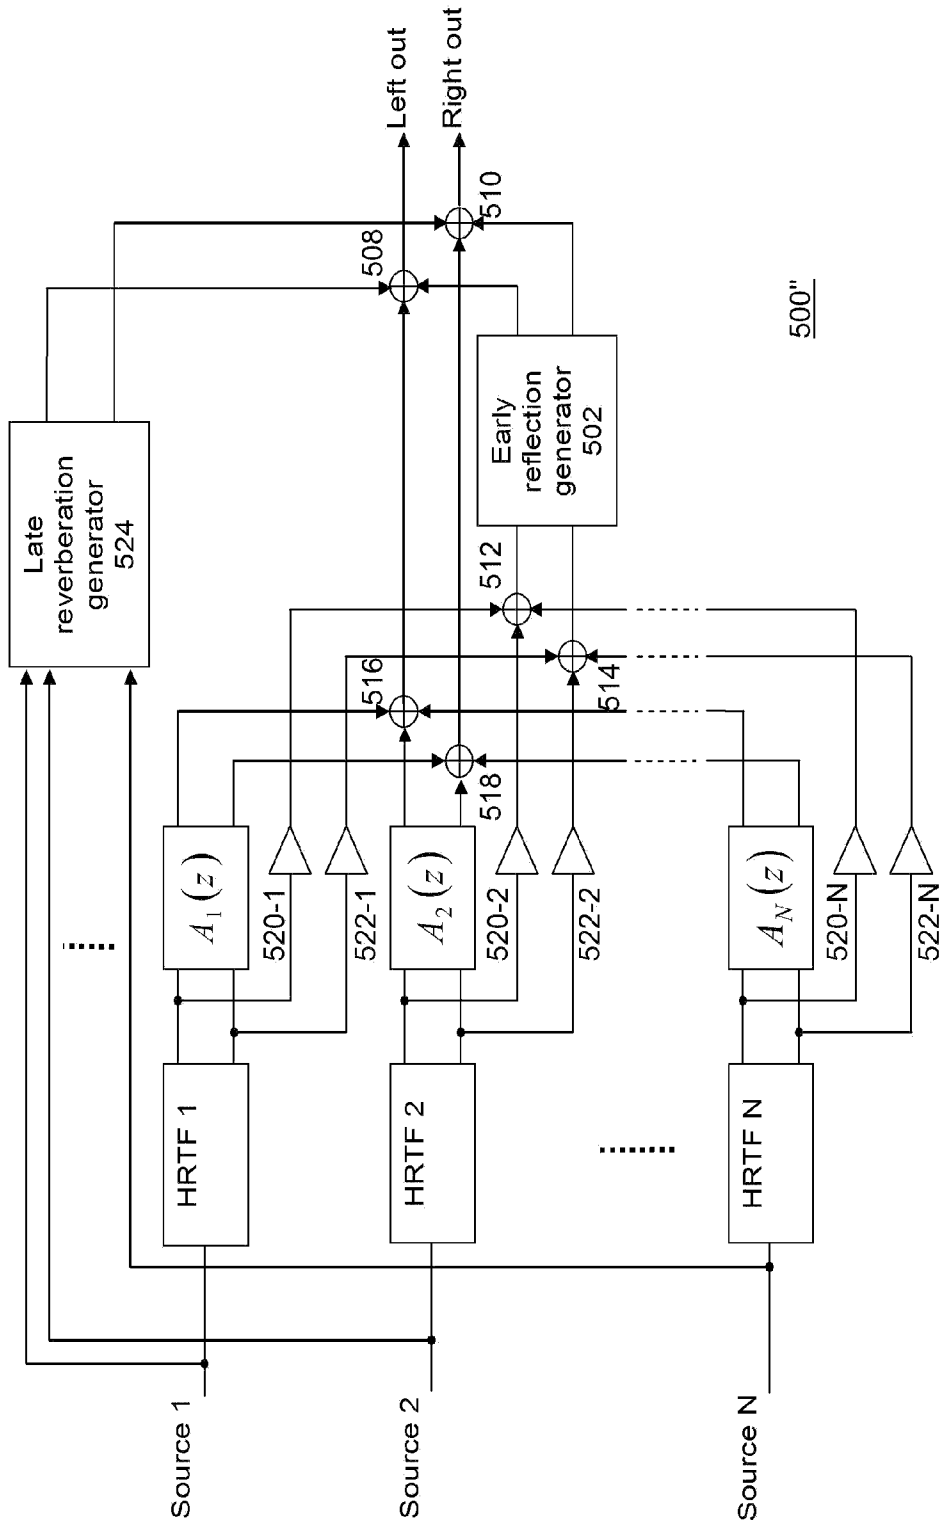 Late
reverberation
generator
524
Left out
Right out
508
510
Early
reflection
generator
502
500"
516
518
512
514
A₁(z)
520-1
522-1
A₂(z)
520-2
522-2
A_N(z)
520-N
522-N
HRTF 1
HRTF 2
HRTF N
Source 1
Source 2
Source N